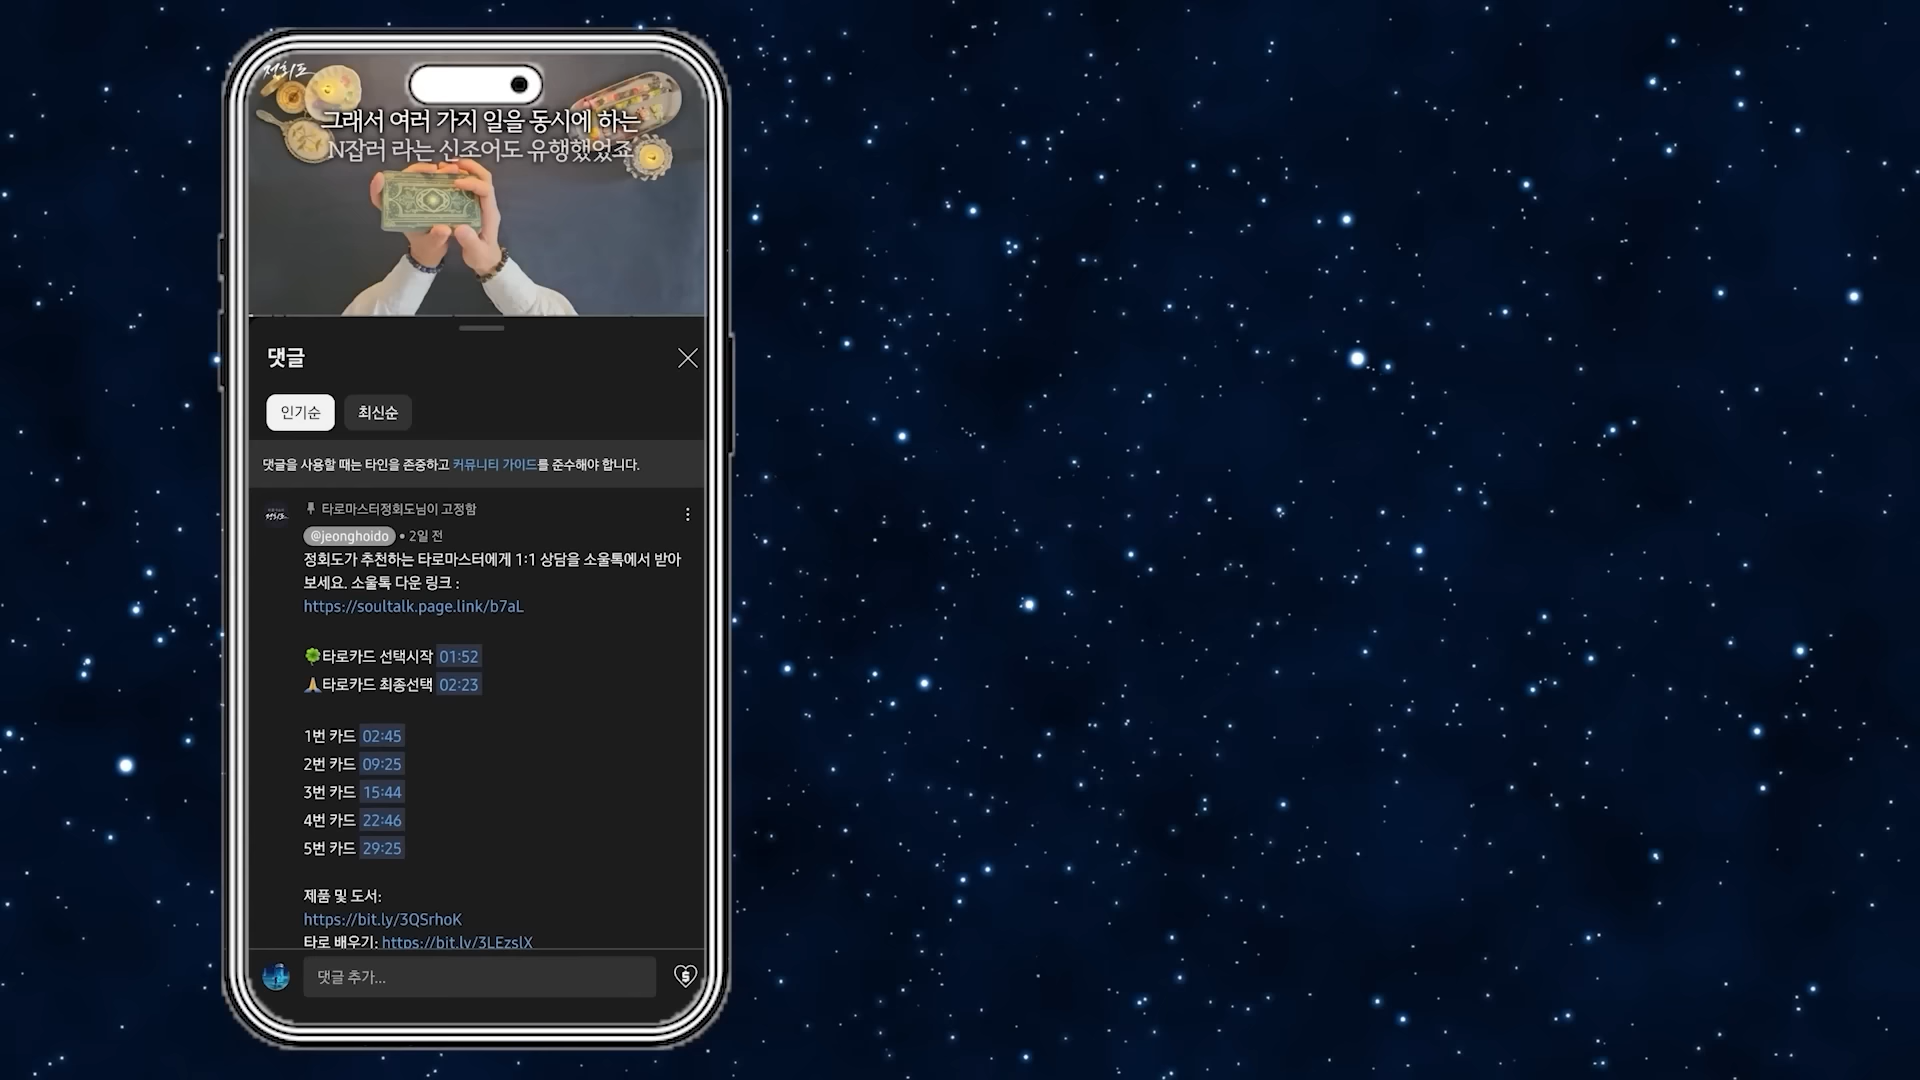 정회도
그래서 여러 가지 일을 동시에 하는
N잡러 라는 신조어도 유행했었죠
댓글
인기순 최신순
댓글을 사용할 때는 타인을 존중하고 커뮤니티 가이드를 준수해야 합니다.
타로마스터정회도님이 고정함
@jeonghoido • 2일 전
정회도가 추천하는 타로마스터에게 1:1 상담을 소울톡에서 받아
보세요. 소울톡 다운 링크 :
https://soultalk.page.link/b7aL
🍀타로카드 선택시작 01:52
🙏타로카드 최종선택 02:23
1번 카드 02:45
2번 카드 09:25
3번 카드 15:44
4번 카드 22:46
5번 카드 29:25
제품 및 도서:
https://bit.ly/3QSrhoK
타로 배우기: https://bit.ly/3LEzslX
댓글 추가...